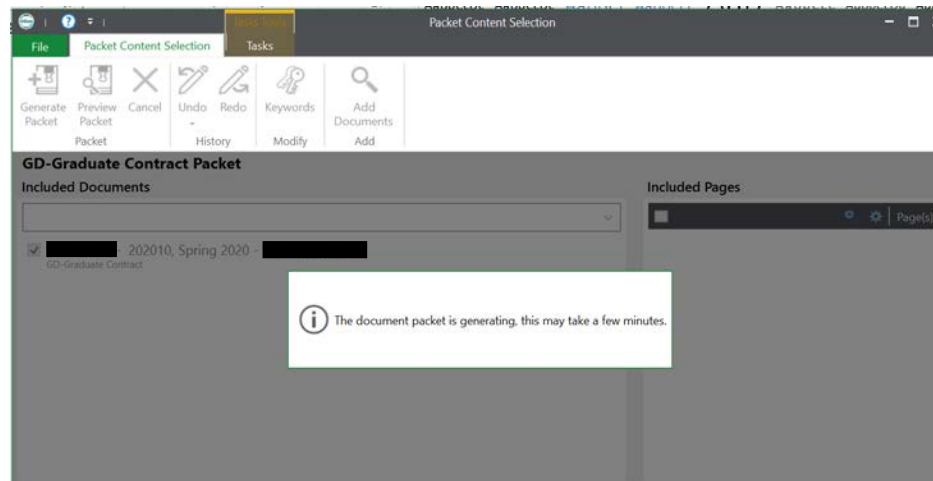 Tasks Tools
Packet Content Selection
File
Packet Content Selection
Tasks
Generate Packet
Preview Packet
Cancel
Undo
Redo
Keywords
Add Documents
Packet
History
Modify
Add
GD-Graduate Contract Packet
Included Documents
Included Pages
Page(s)
- 202010, Spring 2020 -
GD-Graduate Contract
The document packet is generating, this may take a few minutes.